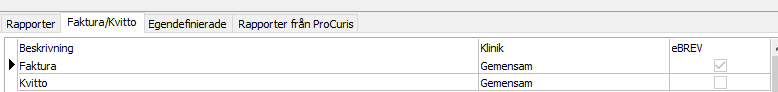 Rapporter Faktura/Kvitto Egendefinierade Rapporter från ProCuris
Beskrivning Klinik eBREV
Faktura Gemensam
Kvitto Gemensam